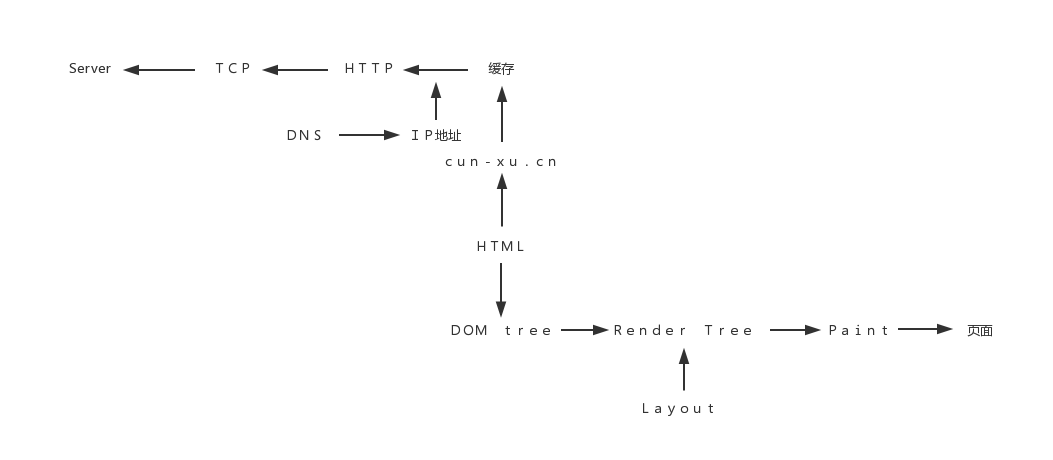 Server TCP HTTP 缓存
DNS IP地址
cun-xu.cn
HTML
DOM tree Render Tree Paint 页面
Layout